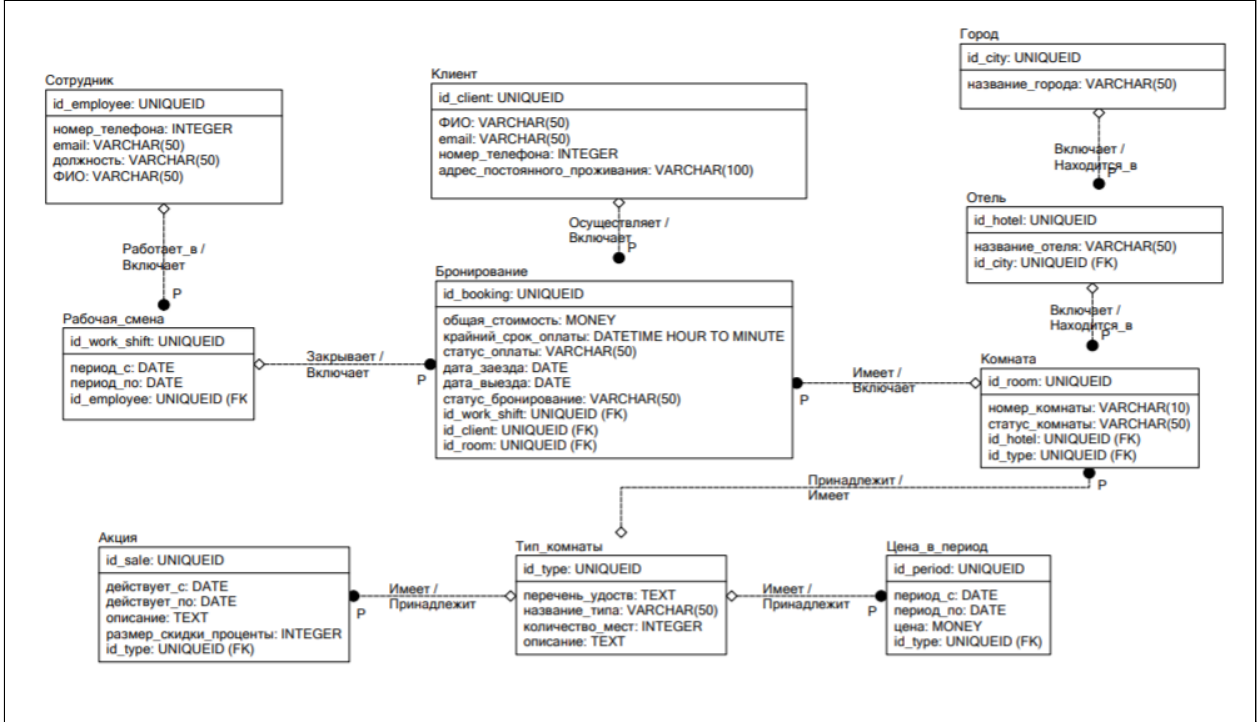 Город
id_city: UNIQUEID
название_города: VARCHAR(50)
Включает /
Находится_в
P
Сотрудник
id_employee: UNIQUEID
номер_телефона: INTEGER
email: VARCHAR(50)
должность: VARCHAR(50)
ФИО: VARCHAR(50)
Работает_в /
Включает
P
Клиент
id_client: UNIQUEID
ФИО: VARCHAR(50)
email: VARCHAR(50)
номер_телефона: INTEGER
адрес_постоянного_проживания: VARCHAR(100)
Осуществляет /
Включает
P
Отель
id_hotel: UNIQUEID
название_отеля: VARCHAR(50)
id_city: UNIQUEID (FK)
Включает /
Находится_в
P
Рабочая_смена
id_work_shift: UNIQUEID
период_с: DATE
период_по: DATE
id_employee: UNIQUEID (FK
Закрывает /
Включает
P
Бронирование
id_booking: UNIQUEID
общая_стоимость: MONEY
крайний_срок_оплаты: DATETIME HOUR TO MINUTE
статус_оплаты: VARCHAR(50)
дата_заезда: DATE
дата_выезда: DATE
статус_бронирование: VARCHAR(50)
id_work_shift: UNIQUEID (FK)
id_client: UNIQUEID (FK)
id_room: UNIQUEID (FK)
Имеет /
Включает
P
Комната
id_room: UNIQUEID
номер_комнаты: VARCHAR(10)
статус_комнаты: VARCHAR(50)
id_hotel: UNIQUEID (FK)
id_type: UNIQUEID (FK)
P
Принадлежит /
Имеет
Акция
id_sale: UNIQUEID
действует_с: DATE
действует_по: DATE
описание: TEXT
размер_скидки_проценты: INTEGER
id_type: UNIQUEID (FK)
Имеет /
Принадлежит
P
Тип_комнаты
id_type: UNIQUEID
перечень_удоств: TEXT
название_типа: VARCHAR(50)
количество_мест: INTEGER
описание: TEXT
Имеет /
Принадлежит
P
Цена_в_период
id_period: UNIQUEID
период_с: DATE
период_по: DATE
цена: MONEY
id_type: UNIQUEID (FK)